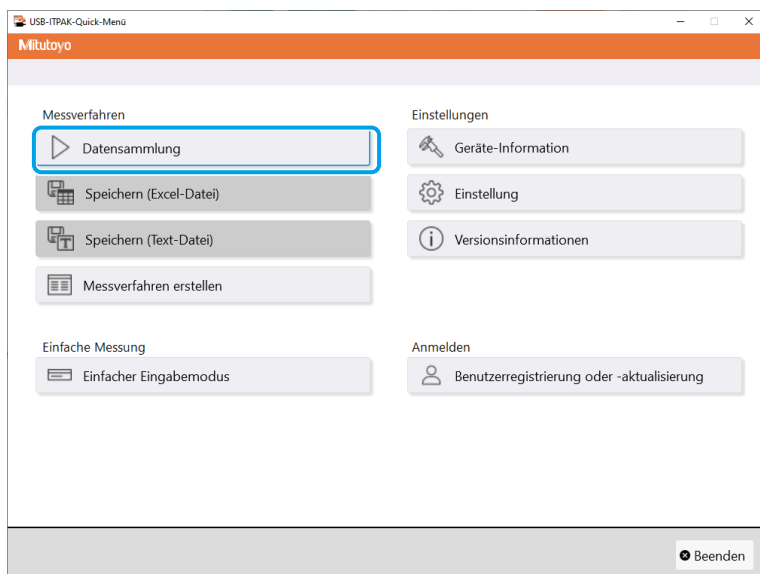 USB-ITPAK-Quick-Menü
Mitutoyo
Messverfahren
Datensammlung
Speichern (Excel-Datei)
Speichern (Text-Datei)
Messverfahren erstellen
Einfache Messung
Einfacher Eingabemodus
Einstellungen
Geräte-Information
Einstellung
Versionsinformationen
Anmelden
Benutzerregistrierung oder -aktualisierung
Beenden